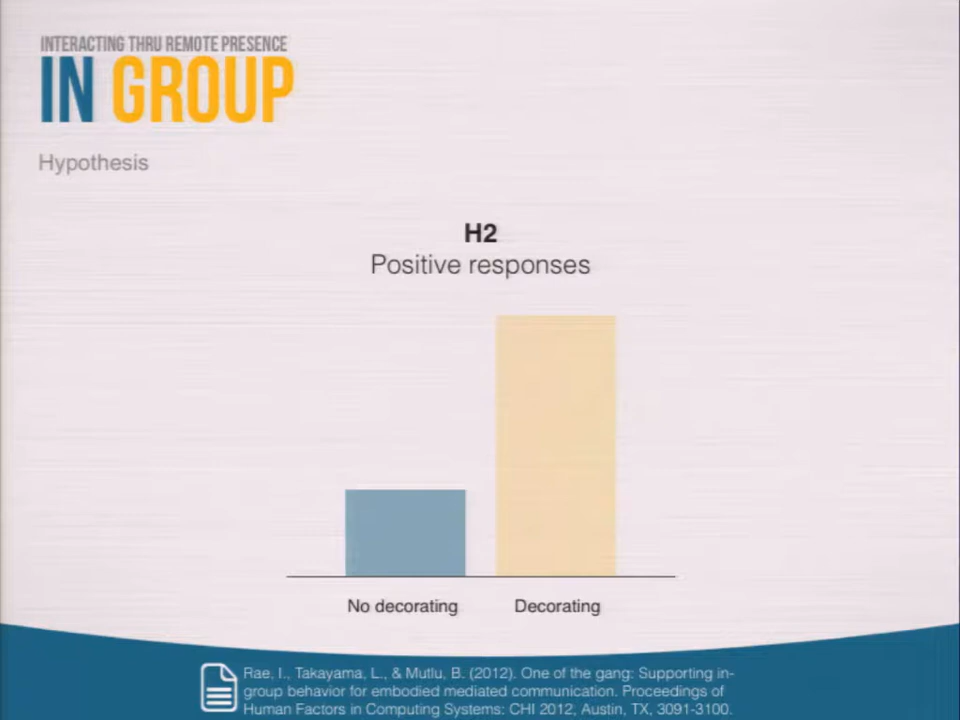 INTERACTING THRU REMOTE PRESENCE
IN GROUP
Hypothesis
H2
Positive responses
No decorating Decorating
Rae, I., Takayama, L., & Mutlu, B. (2012). One of the gang: Supporting in-
group behavior for embodied mediated communication. Proceedings of
Human Factors in Computing Systems: CHI 2012, Austin, TX, 3091-3100.